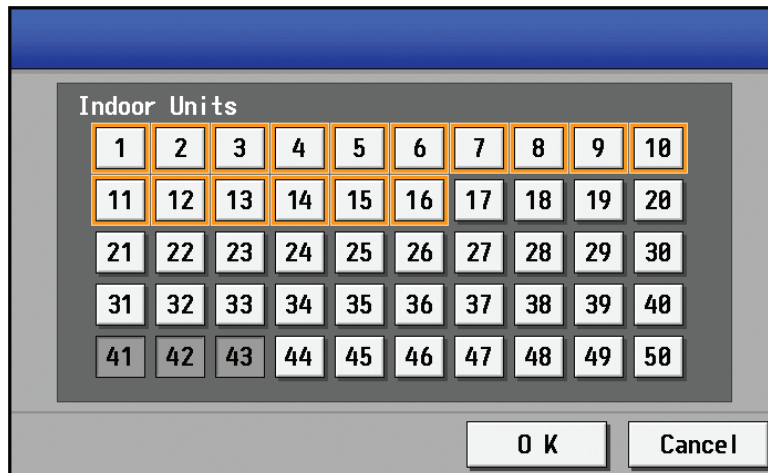 Indoor Units
1 2 3 4 5 6 7 8 9 10
11 12 13 14 15 16 17 18 19 20
21 22 23 24 25 26 27 28 29 30
31 32 33 34 35 36 37 38 39 40
41 42 43 44 45 46 47 48 49 50
O K Cancel